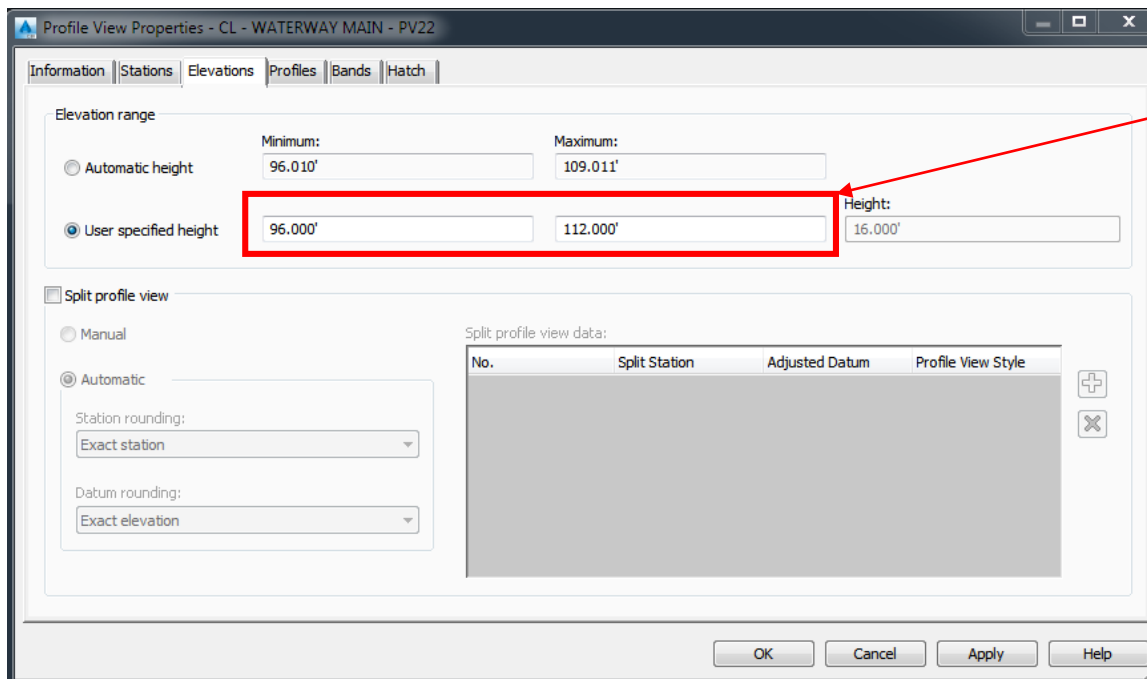 Profile View Properties - CL - WATERWAY MAIN - PV22
Information Stations Elevations Profiles Bands Hatch
Elevation range
Minimum: Maximum:
Automatic height 96.010' 109.011'
Height:
User specified height 96.000' 112.000' 16.000'
Split profile view
Manual
Split profile view data:
No. Split Station Adjusted Datum Profile View Style
Automatic
Station rounding:
Exact station
Datum rounding:
Exact elevation
OK Cancel Apply Help